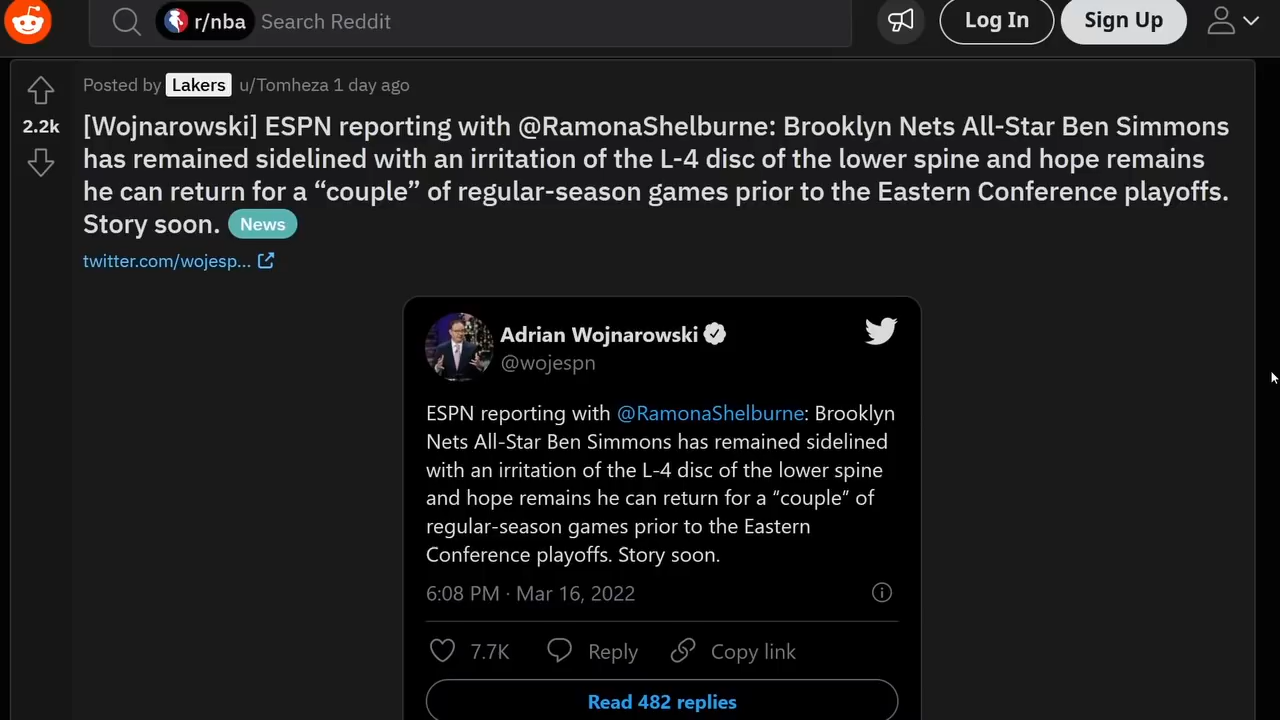 r/nba Search Reddit Log In Sign Up
Posted by Lakers u/Tomheza 1 day ago
2.2k
[Wojnarowski] ESPN reporting with @RamonaShelburne: Brooklyn Nets All-Star Ben Simmons
has remained sidelined with an irritation of the L-4 disc of the lower spine and hope remains
he can return for a “couple” of regular-season games prior to the Eastern Conference playoffs.
Story soon. News
twitter.com/wojesp...
Adrian Wojnarowski
@wojespn
ESPN reporting with @RamonaShelburne: Brooklyn
Nets All-Star Ben Simmons has remained sidelined
with an irritation of the L-4 disc of the lower spine
and hope remains he can return for a “couple” of
regular-season games prior to the Eastern
Conference playoffs. Story soon.
6:08 PM · Mar 16, 2022
7.7K Reply Copy link
Read 482 replies